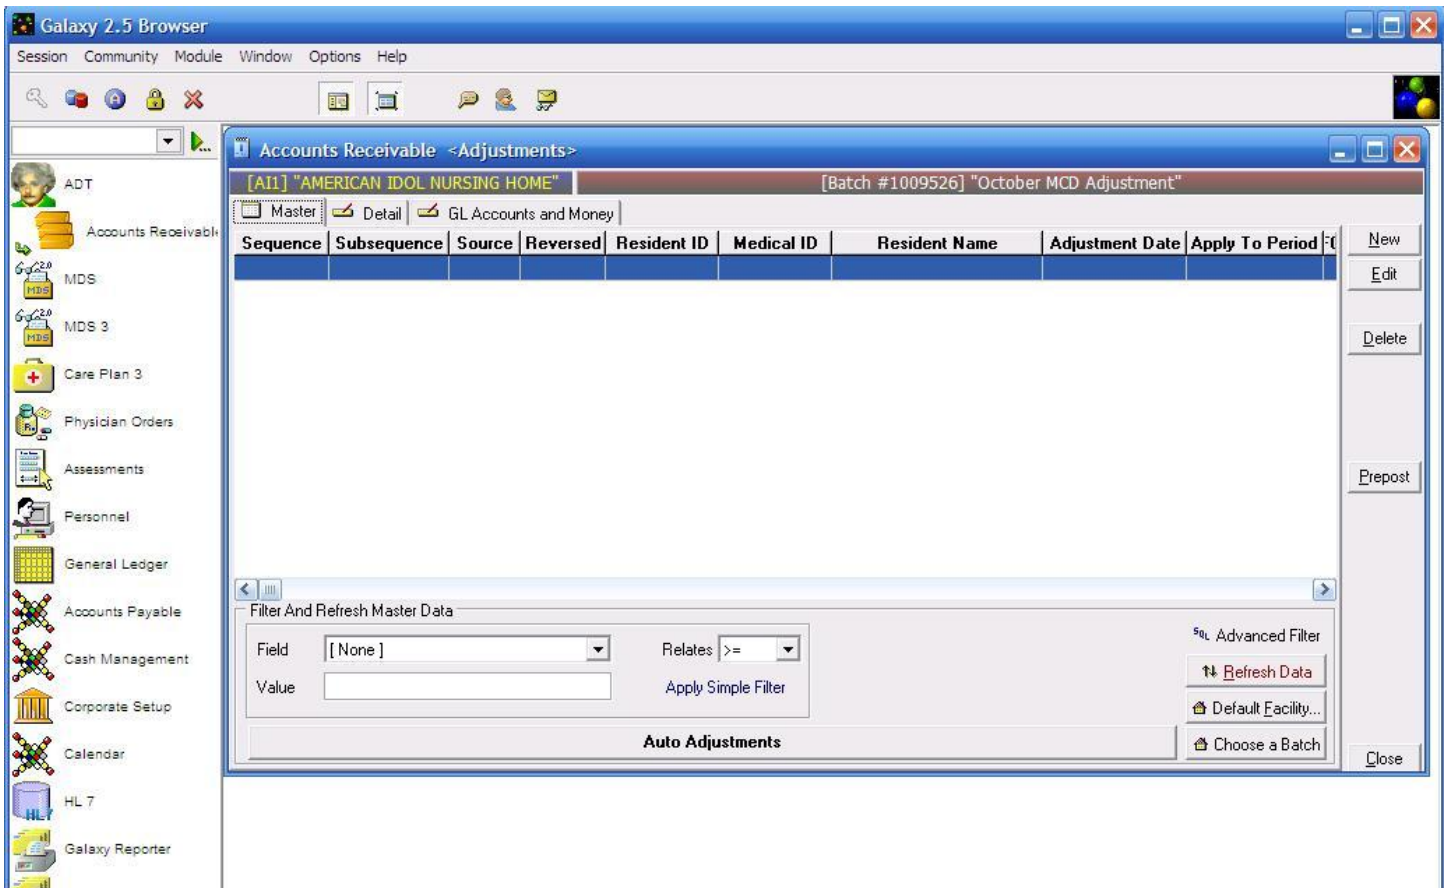 Galaxy 2.5 Browser
Session Community Module Window Options Help
Accounts Receivable <Adjustments>
[AI1] "AMERICAN IDOL NURSING HOME" [Batch #1009526] "October MCD Adjustment"
Master Detail GL Accounts and Money
Sequence Subsequence Source Reversed Resident ID Medical ID Resident Name Adjustment Date Apply To Period
New
Edit
Delete
Prepost
Close
ADT
Accounts Receivable
MDS
MDS 3
Care Plan 3
Physician Orders
Assessments
Personnel
General Ledger
Accounts Payable
Cash Management
Corporate Setup
Calendar
HL 7
Galaxy Reporter
Filter And Refresh Master Data
Field [ None ] Relates >=
Value Apply Simple Filter
SQL Advanced Filter
Refresh Data
Default Facility...
Auto Adjustments
Choose a Batch